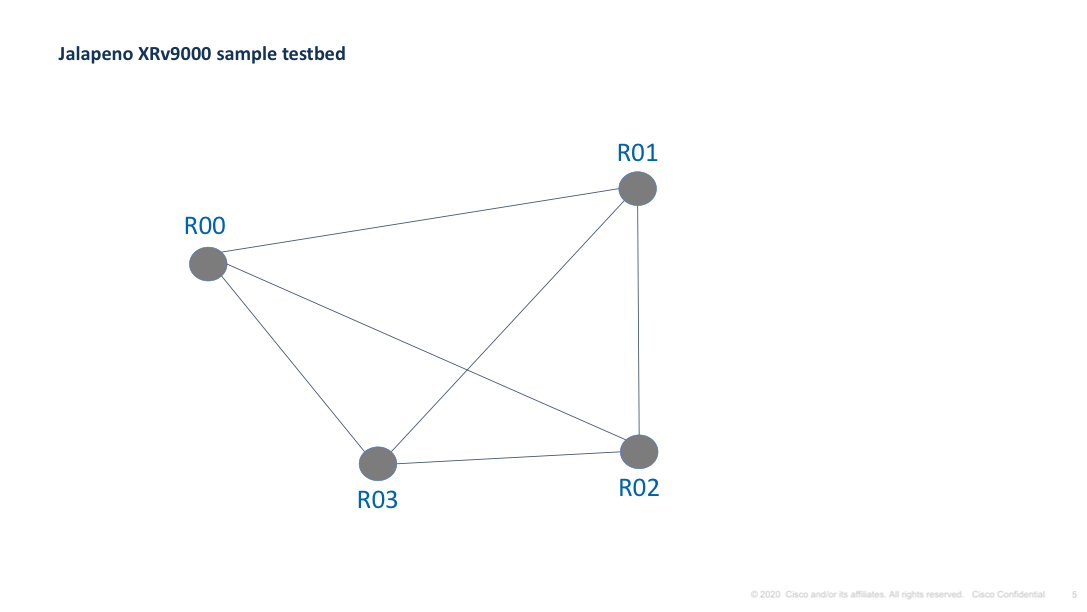 Jalapeno XRv9000 sample testbed
R01
R00
R03
R02
© 2020 Cisco and/or its affiliates. All rights reserved. Cisco Confidential 5